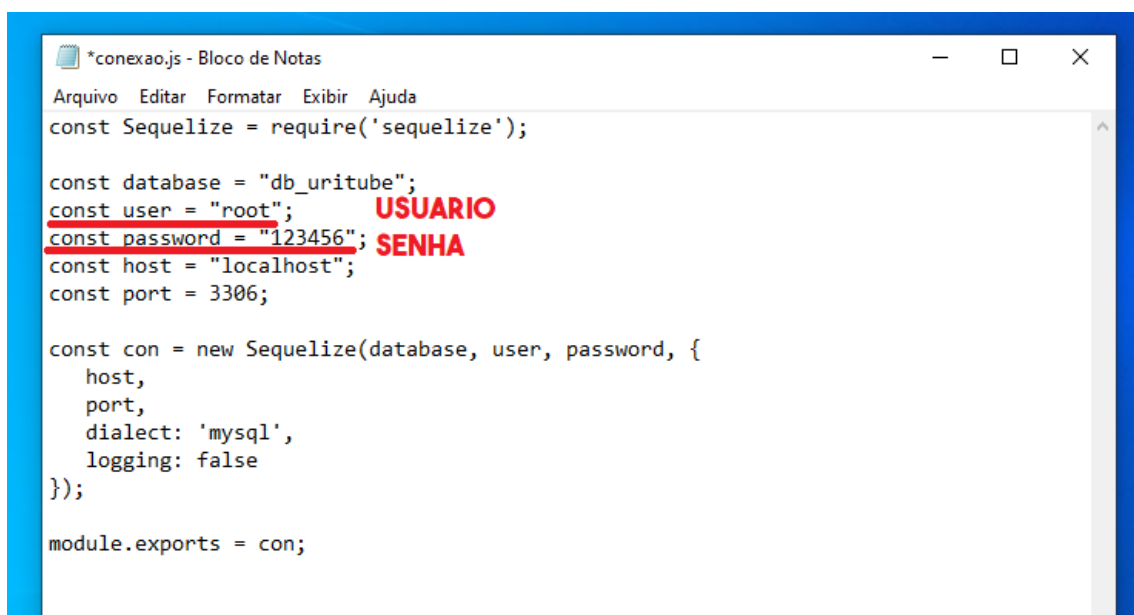 *conexao.js - Bloco de Notas
Arquivo Editar Formatar Exibir Ajuda
const Sequelize = require('sequelize');
const database = "db_uritube";
const user = "root"; USUARIO
const password = "123456"; SENHA
const host = "localhost";
const port = 3306;
const con = new Sequelize(database, user, password, {
host,
port,
dialect: 'mysql',
logging: false
});
module.exports = con;